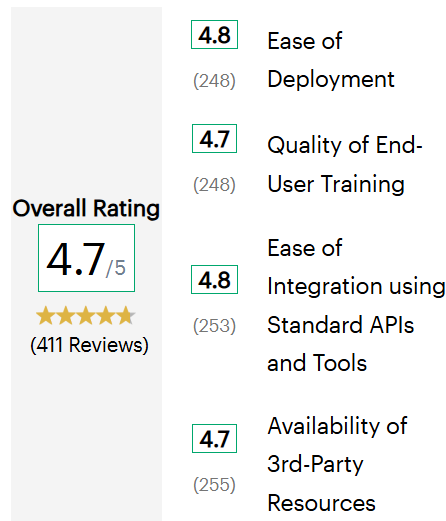 Overall Rating
4.7/5
(411 Reviews)
4.8
(248)
Ease of
Deployment
4.7
(248)
Quality of End-
User Training
4.8
(253)
Ease of
Integration using
Standard APIs
and Tools
4.7
(255)
Availability of
3rd-Party
Resources